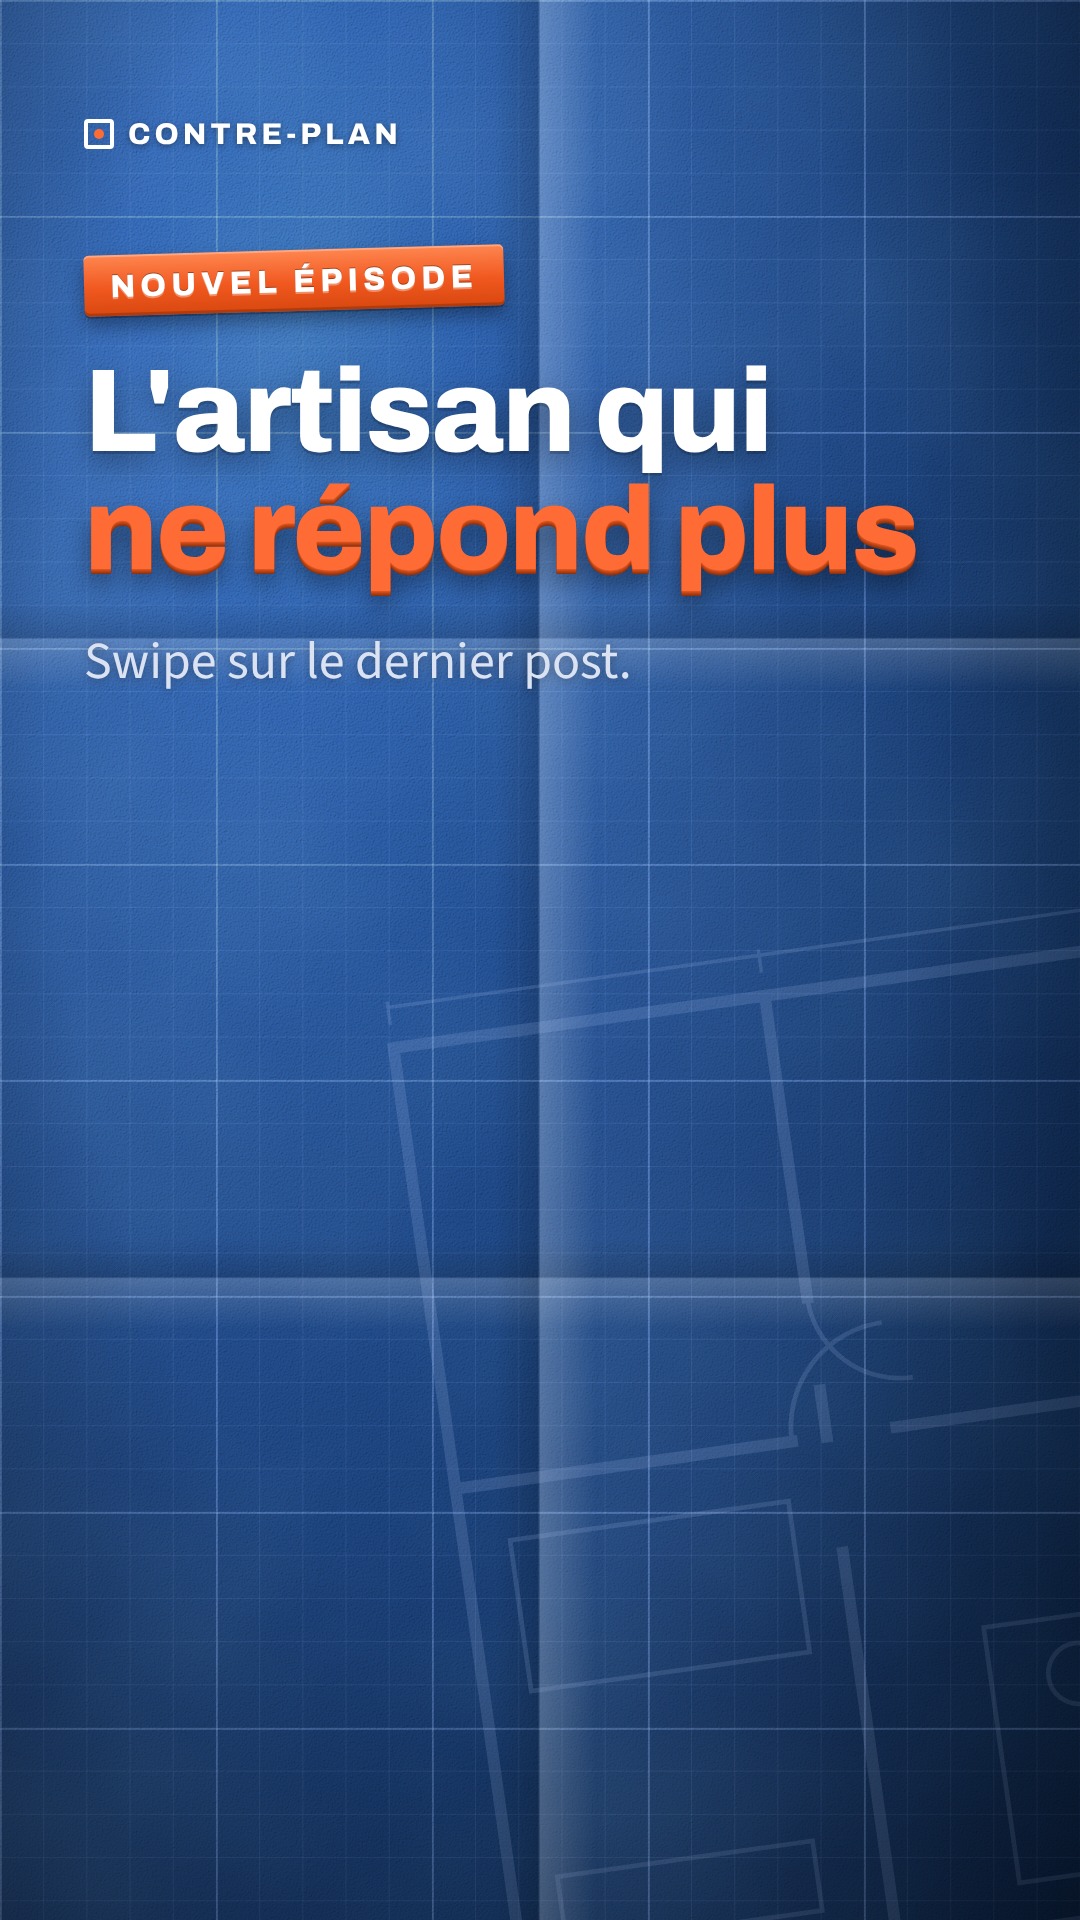 CONTRE-PLAN
NOUVEL ÉPISODE
L'artisan qui
ne répond plus
Swipe sur le dernier post.